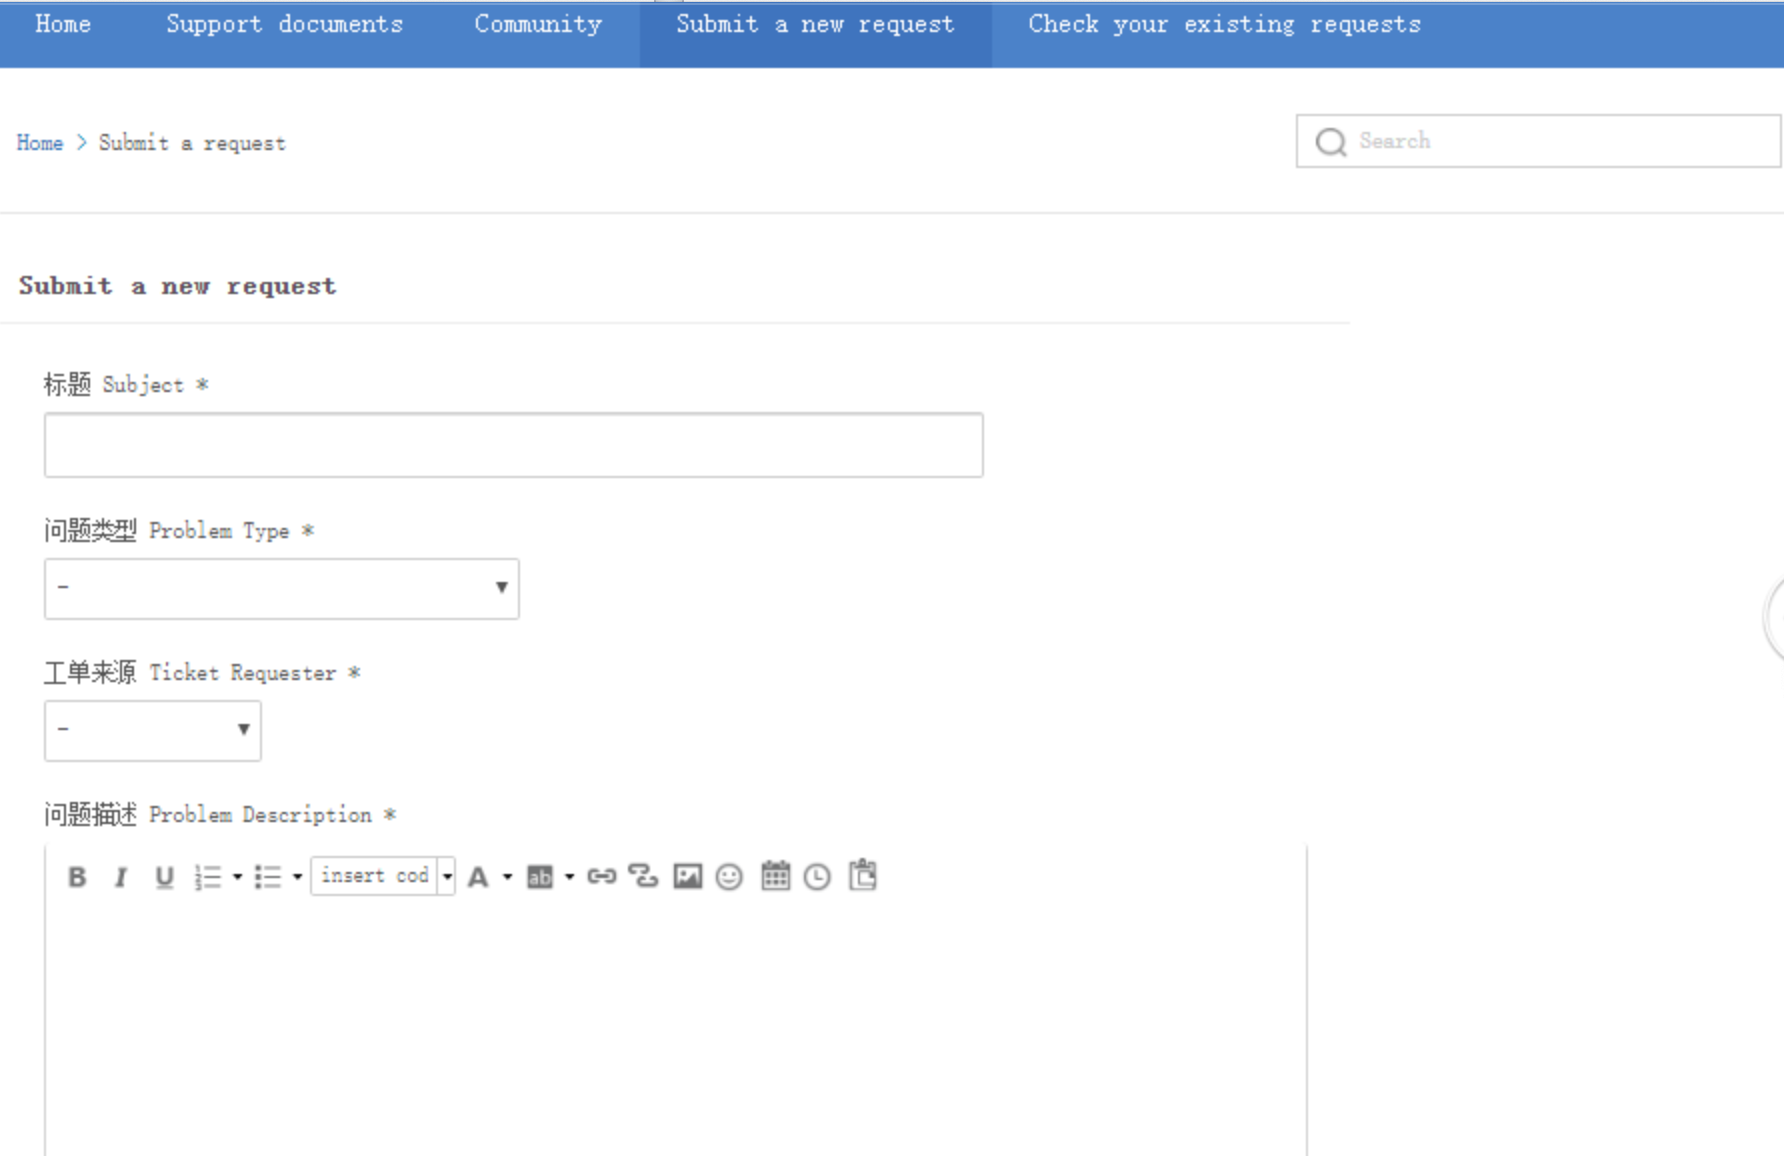 Home Support documents Community Submit a new request Check your existing requests
Home > Submit a request
Search
Submit a new request
标题 Subject *
问题类型 Problem Type *
-
工单来源 Ticket Requester *
-
问题描述 Problem Description *
B I U insert cod A ab